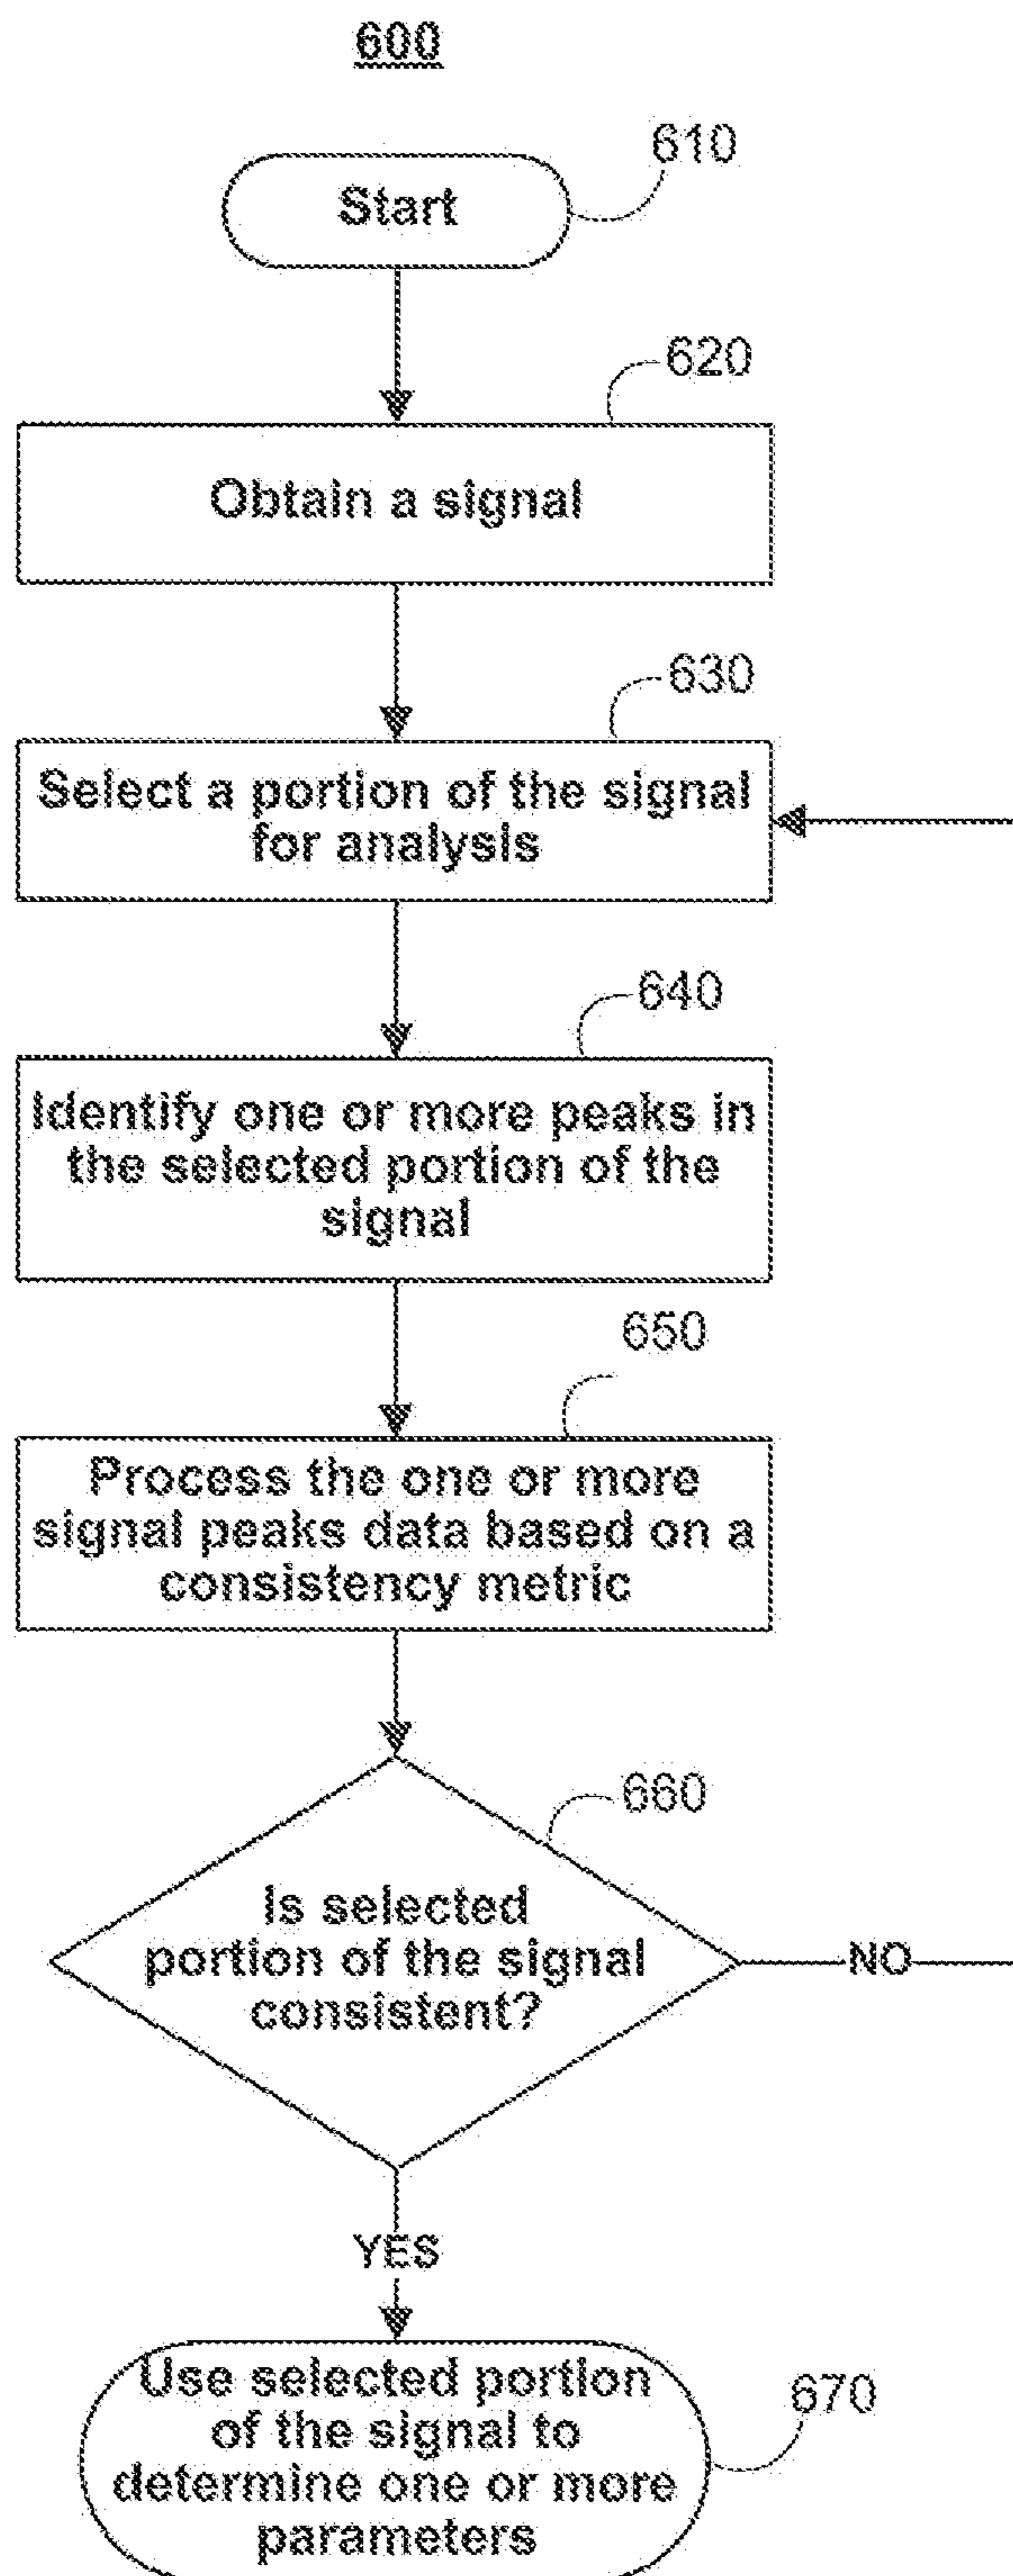 600
610
Start
620
Obtain a signal
630
Select a portion of the signal
for analysis
640
Identify one or more peaks in
the selected portion of the
signal
650
Process the one or more
signal peaks data based on a
consistency metric
660
Is selected
portion of the signal
consistent?
NO
YES
Use selected portion
of the signal to
determine one or more
parameters
670